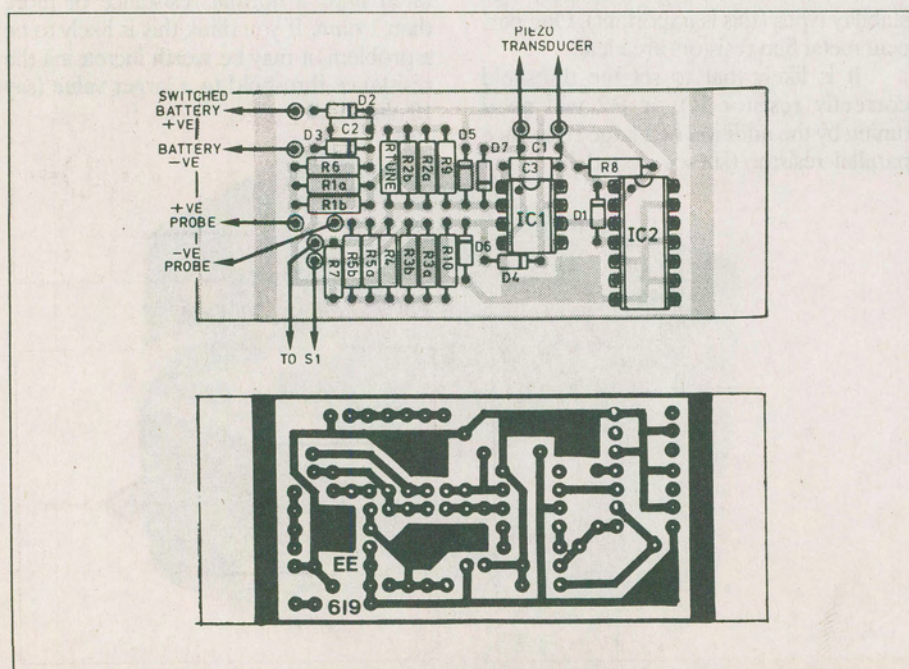 PIEZO
TRANSDUCER
SWITCHED
BATTERY
+VE
BATTERY
-VE
+VE
PROBE
-VE
PROBE
TO S1
D2
C2
D3
R6
R1a
R1b
R TUNE
R2b
R2a
R9
D5
D7
C1
C3
IC1
R8
D1
IC2
R7
R5b
R5a
R4
R3b
R3a
R10
D6
D4
EE
619